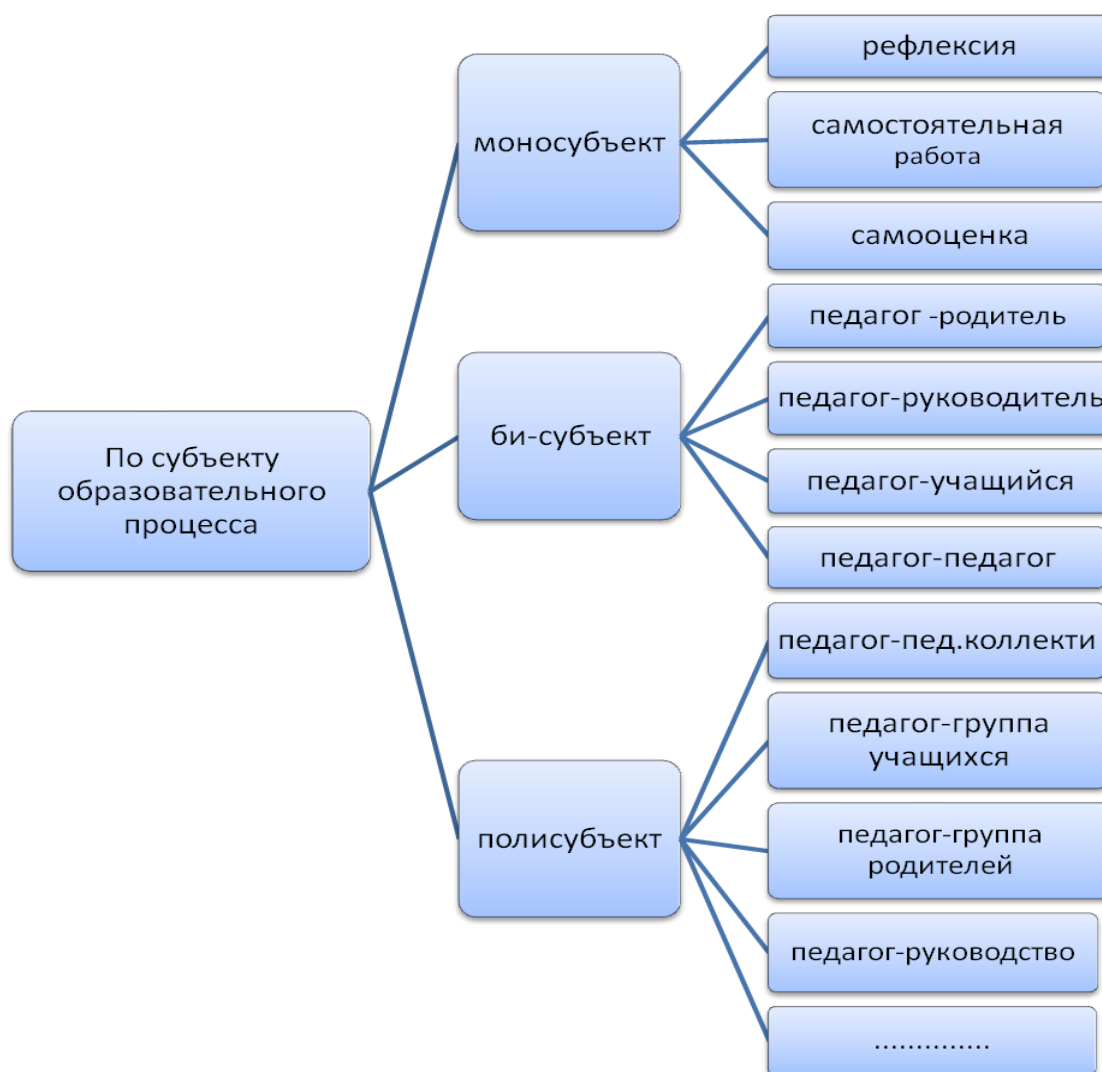 По субъекту
образовательного
процесса
моносубъект
рефлексия
самостоятельная
работа
самооценка
би-субъект
педагог -родитель
педагог-руководитель
педагог-учащийся
педагог-педагог
полисубъект
педагог-пед.коллекти
педагог-группа
учащихся
педагог-группа
родителей
педагог-руководство
..............